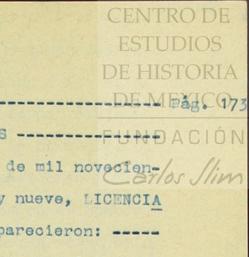 CENTRO DE
ESTUDIOS
DE HISTORIA
DE MEXICO
---------------------- Pág. 173
S -----------------
FUNDACIÓN
de mil novecien-
Carlos Slim
y nueve, LICENCIA
parecieron: -----